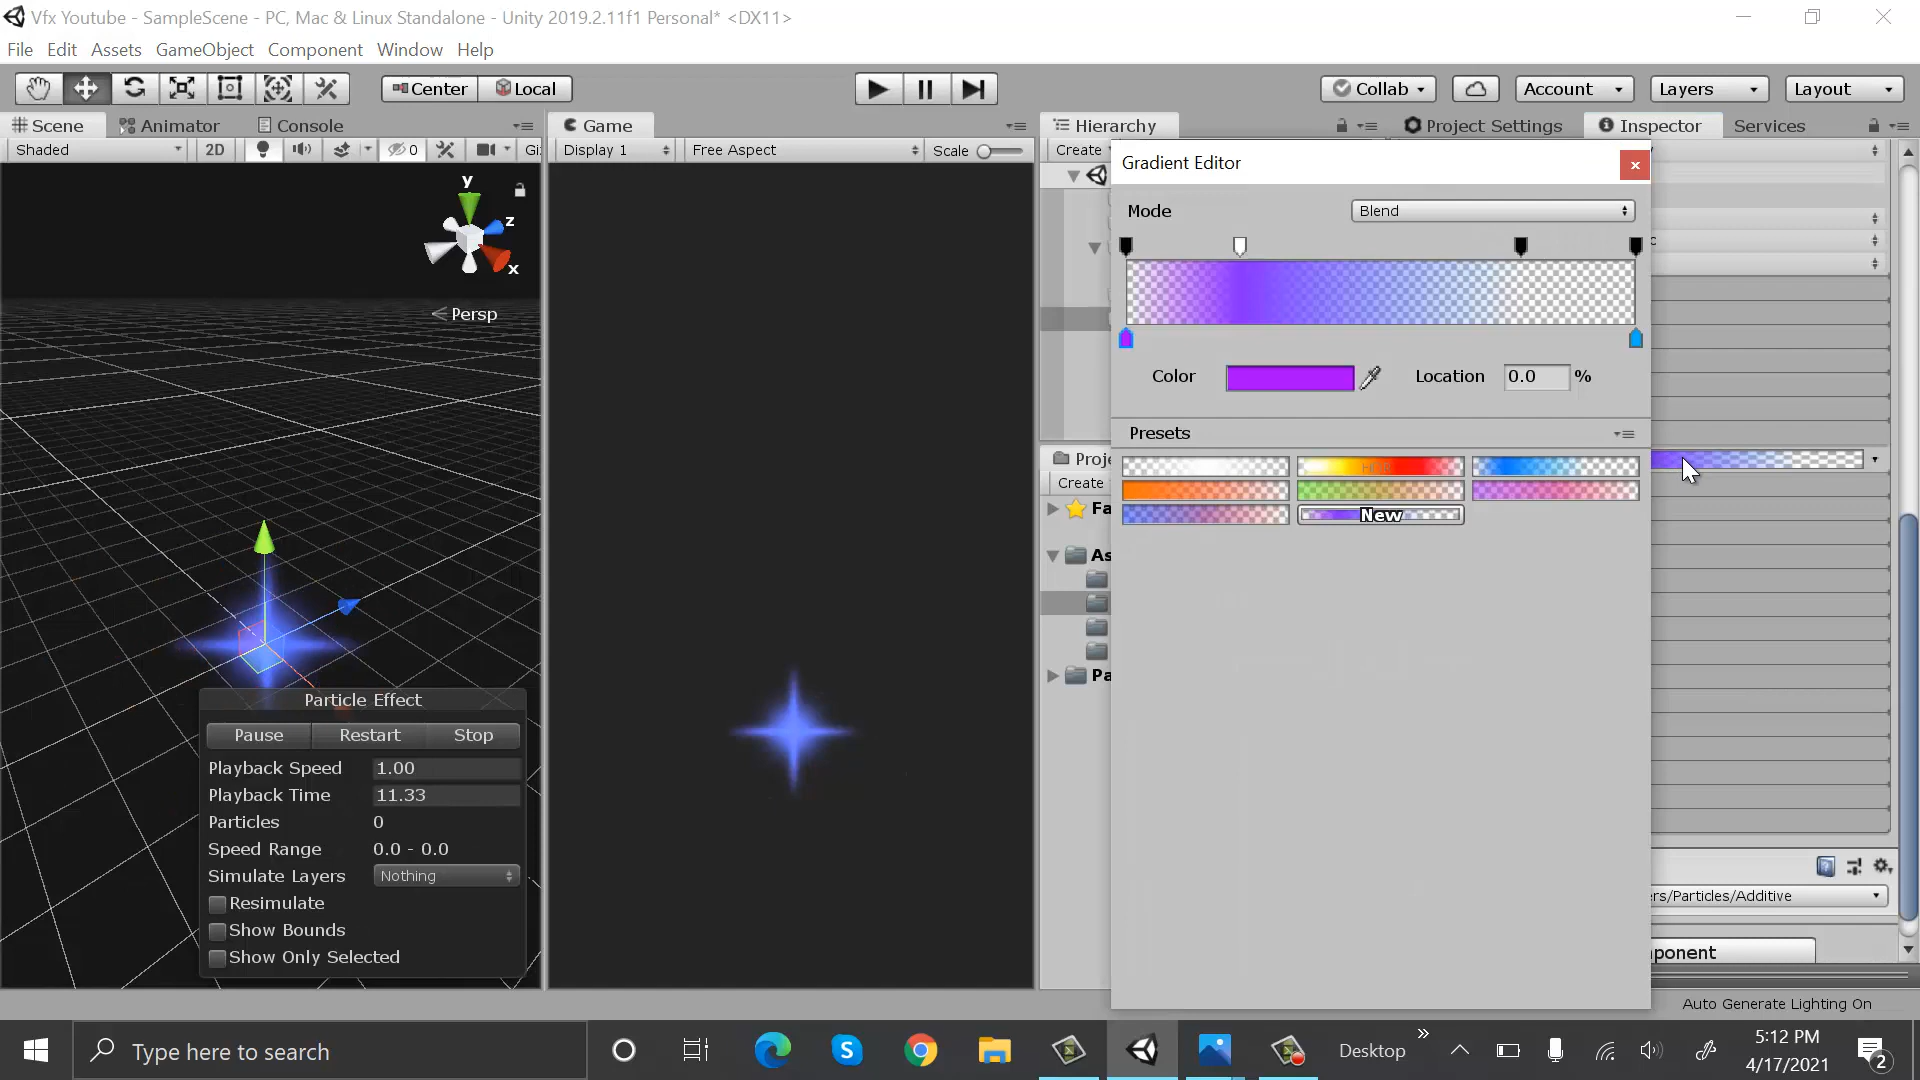 Vfx Youtube - SampleScene - PC, Mac & Linux Standalone - Unity 2019.2.11f1 Personal* <DX11>
File Edit Assets GameObject Component Window Help
Center Local Collab Account Layers Layout
Scene Animator Console Game Hierarchy Project Settings Inspector Services
Shaded 2D 0 Gi Display 1 Free Aspect Scale Create
Gradient Editor x
Mode Blend
y
z
x
Persp
Color Location 0.0 %
Presets
Proj
HDR
Create
Fa
New
As
Pa
Particle Effect
Pause Restart Stop
Playback Speed 1.00
Playback Time 11.33
Particles 0
Speed Range 0.0 - 0.0
Simulate Layers Nothing
Resimulate
Show Bounds
Show Only Selected
rs/Particles/Additive
ponent
Auto Generate Lighting On
Type here to search
Desktop
5:12 PM
4/17/2021
2